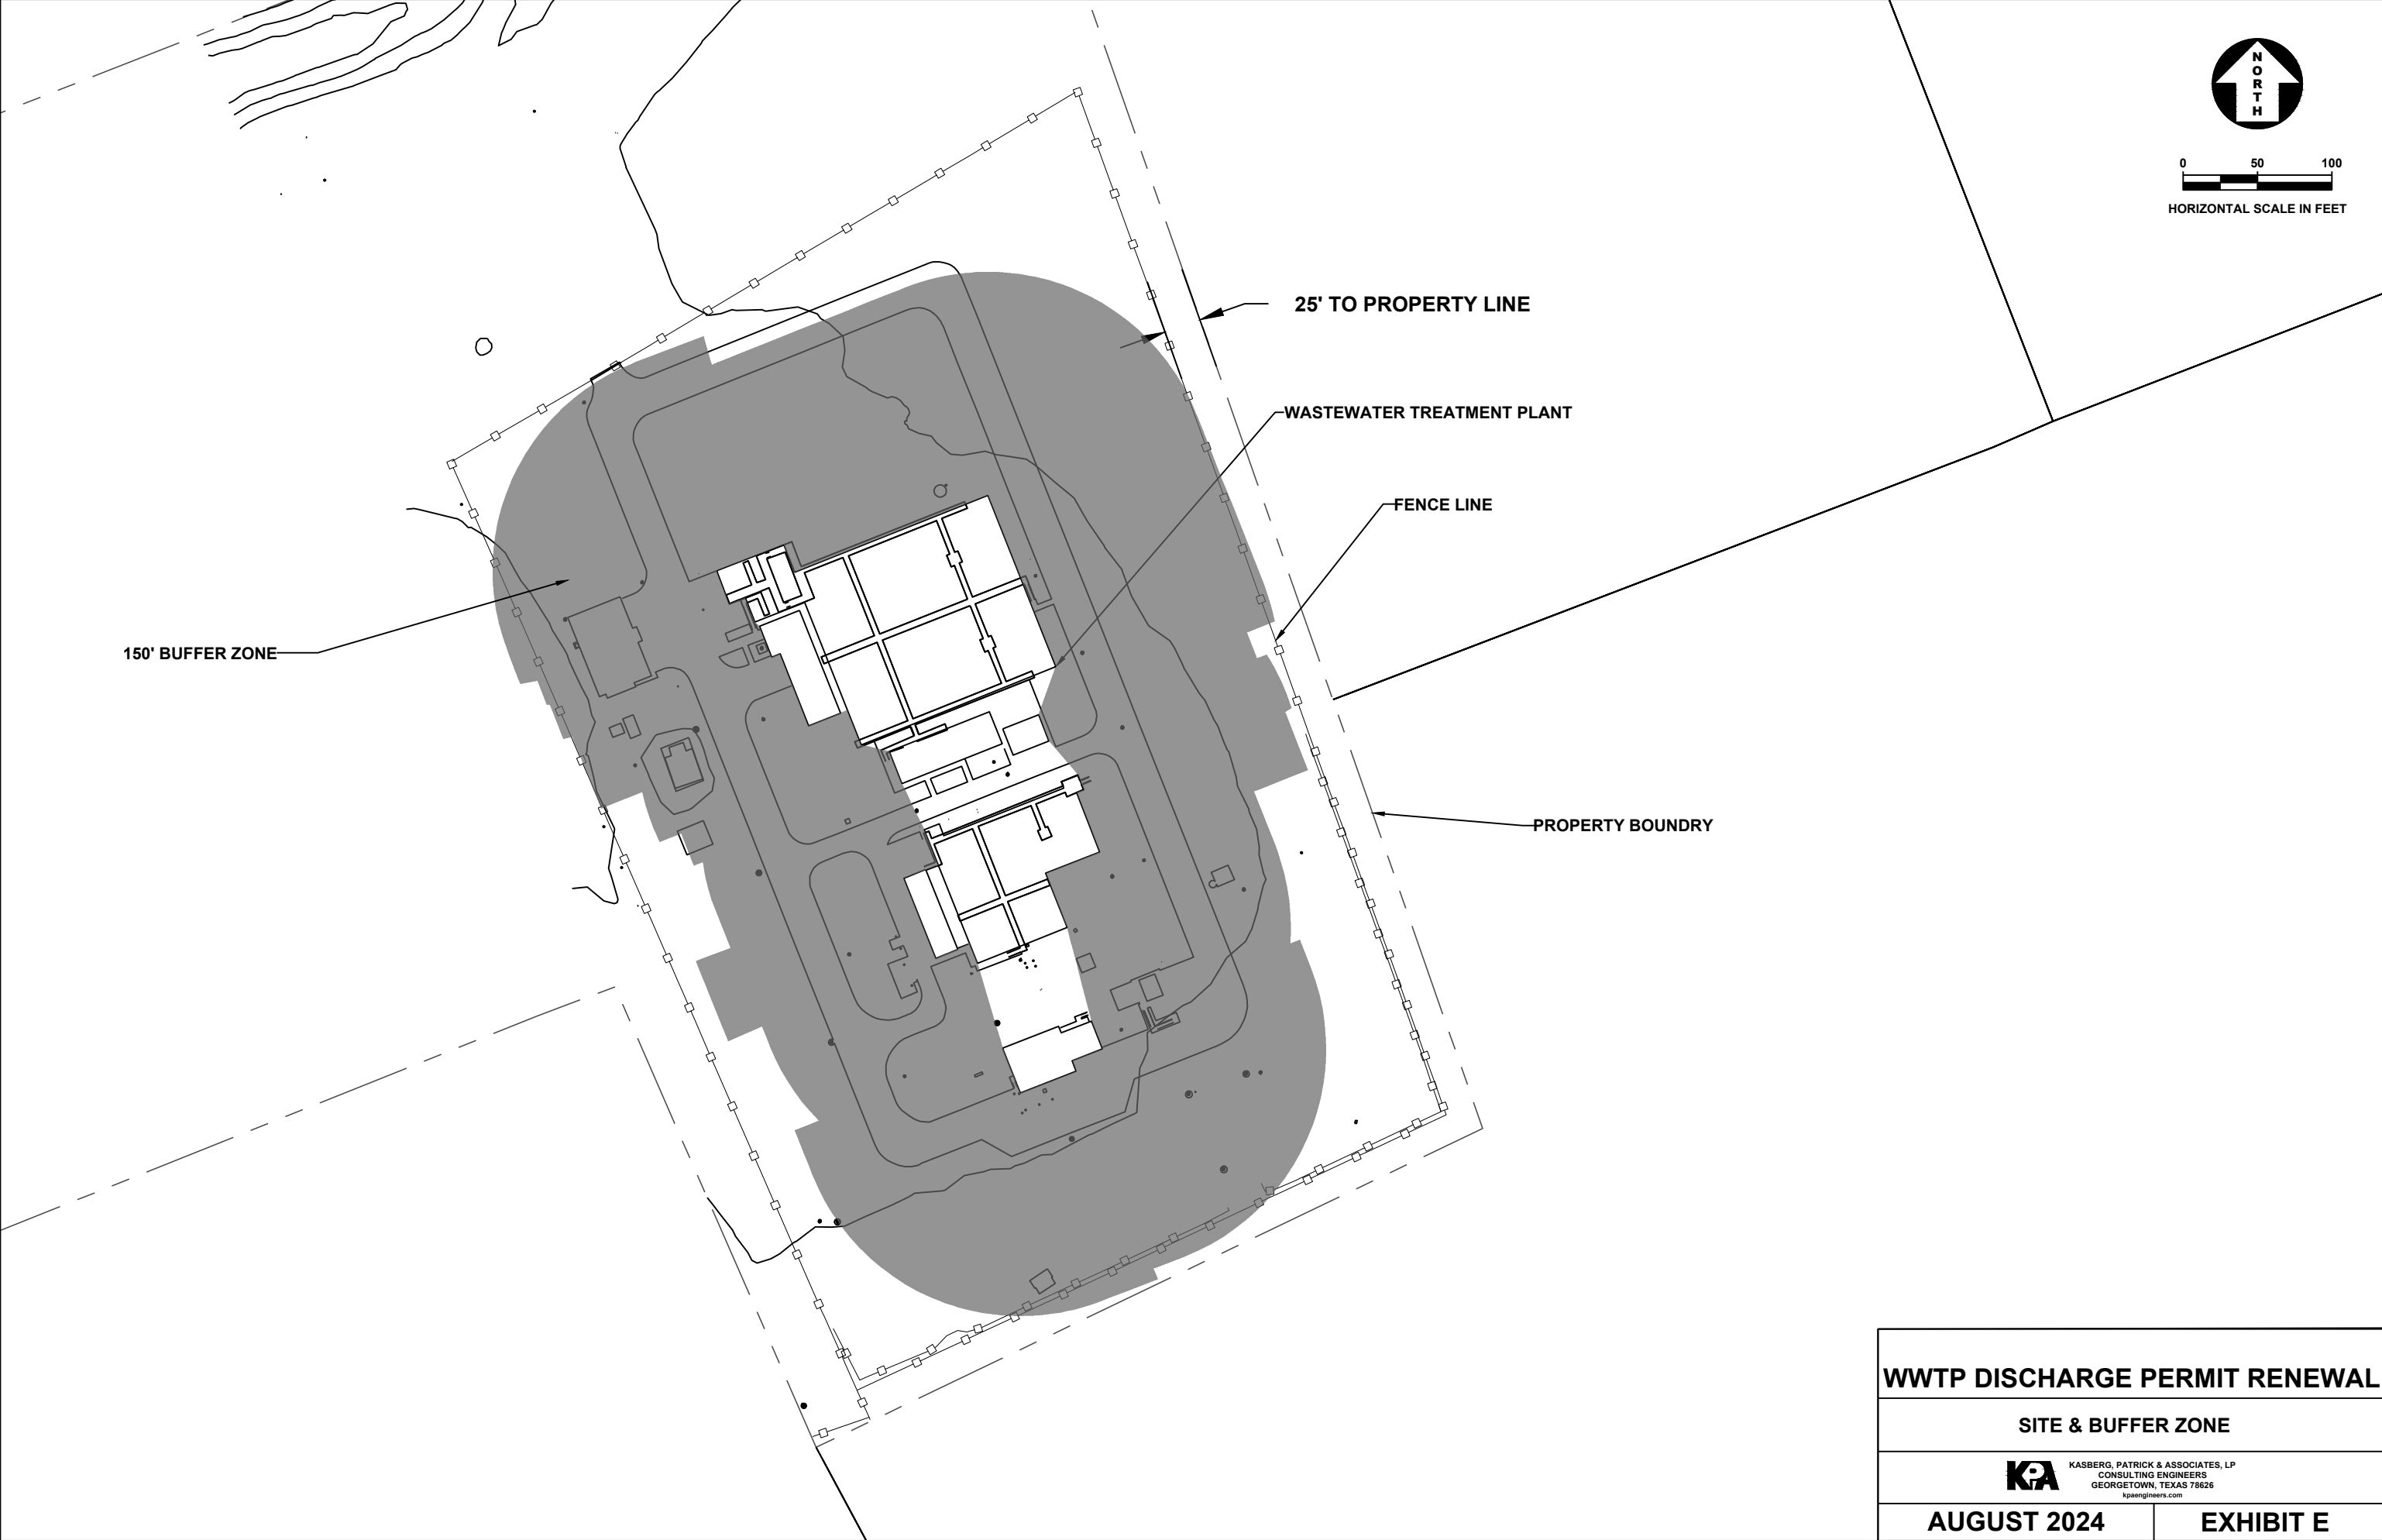 NORTH
0 50 100
HORIZONTAL SCALE IN FEET
25' TO PROPERTY LINE
WASTEWATER TREATMENT PLANT
FENCE LINE
150' BUFFER ZONE
PROPERTY BOUNDRY
WWTP DISCHARGE PERMIT RENEWAL
SITE & BUFFER ZONE
KPA
KASBERG, PATRICK & ASSOCIATES, LP
CONSULTING ENGINEERS
GEORGETOWN, TEXAS 78626
kpaengineers.com
AUGUST 2024
EXHIBIT E